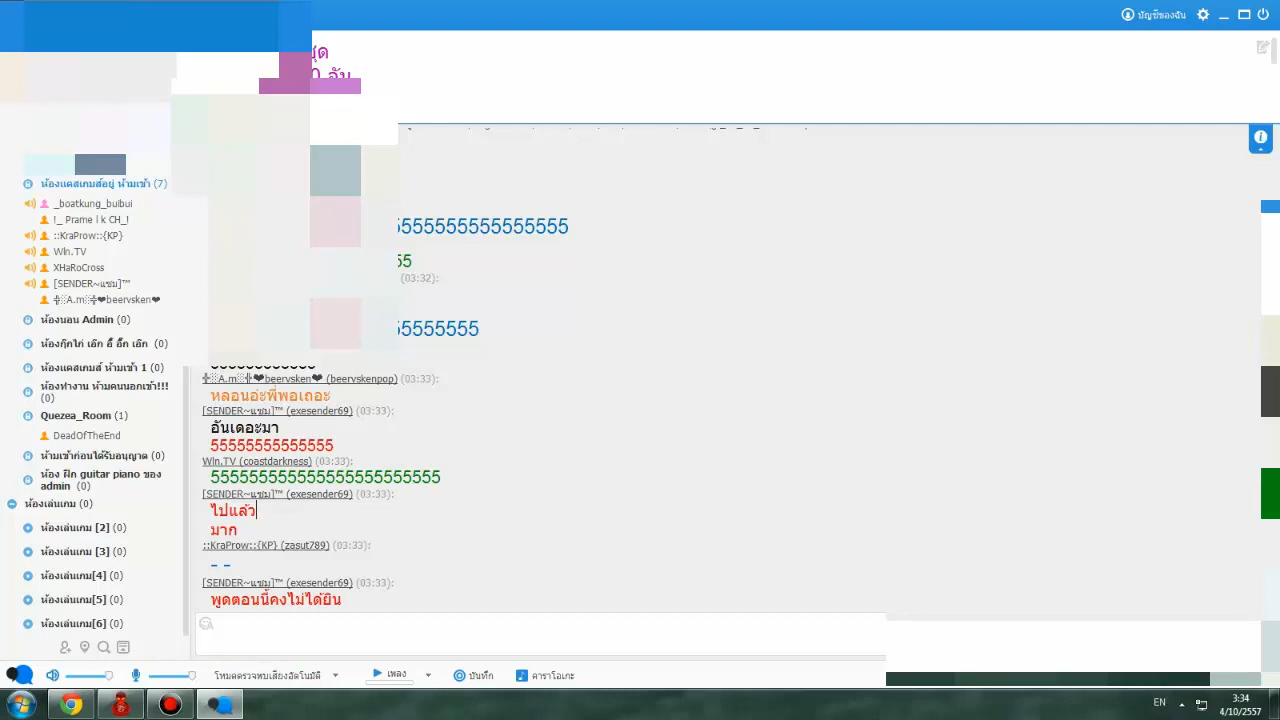 บัญชีของฉัน
ชุด
0 อัน
ห้องแคสเกมส์อยู่ ห้ามเข้า (7)
_boatkung_buibui
!_ Prame l k CH_!
::KraProw::{KP}
Wln.TV
XHaRoCross
[SENDER~แซม]™
╬░A.m░╬❤beervsken❤
ห้องนอน Admin (0)
ห้องกุ๊กไก่ เอ้ก อี้ อี้ก เอ้ก (0)
ห้องแคสเกมส์ ห้ามเข้า 1 (0)
ห้องทำงาน ห้ามคนนอกเข้า!!!
(0)
Quezea_Room (1)
DeadOfTheEnd
ห้ามเข้าก่อนได้รับอนุญาต (0)
ห้อง ฝึก guitar piano ของ
admin (0)
ห้องเล่นเกม (0)
ห้องเล่นเกม [2] (0)
ห้องเล่นเกม [3] (0)
ห้องเล่นเกม[4] (0)
ห้องเล่นเกม[5] (0)
ห้องเล่นเกม[6] (0)
555555555555555555
55
(03:32):
5555555555
╬░A.m░╬❤beervsken❤ (beervskenpop) (03:33):
หลอนอ่ะพี่พอเถอะ
[SENDER~แซม]™ (exesender69) (03:33):
อันเดอะมา
55555555555555
Wln.TV (coastdarkness) (03:33):
55555555555555555555555555
[SENDER~แซม]™ (exesender69) (03:33):
ไปแล้ว
มาก
::KraProw::{KP} (zasut789) (03:33):
- -
[SENDER~แซม]™ (exesender69) (03:33):
พูดตอนนี้คงไม่ได้ยิน
โหมดตรวจพบเสียงอัตโนมัติ
เพลง
บันทึก
คาราโอเกะ
EN
3:34
4/10/2557